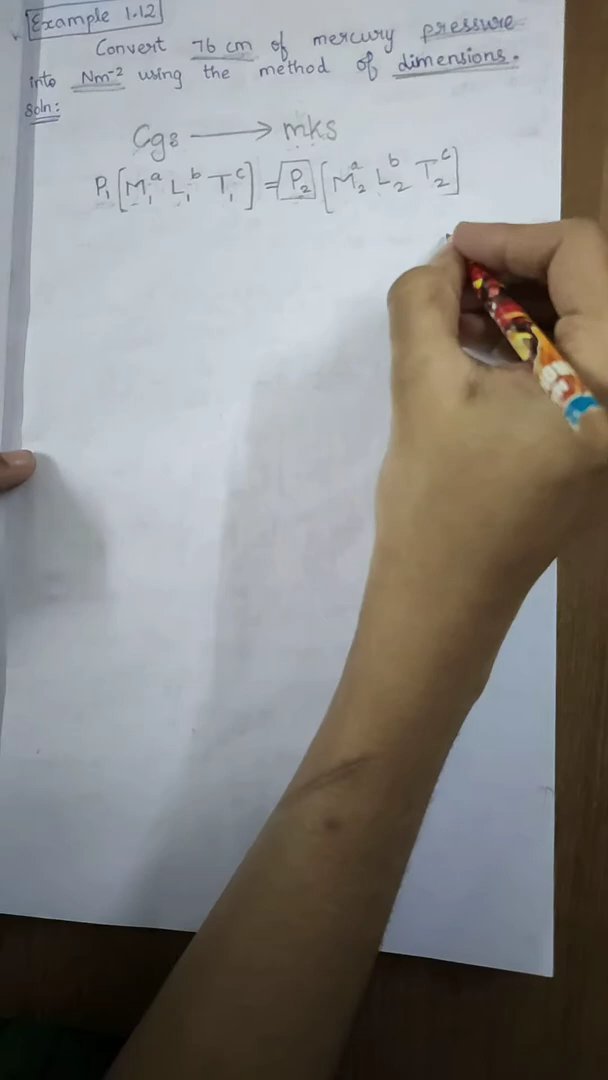 Example 1.12
Convert 76 cm of mercury pressure
into Nm⁻² using the method of dimensions.
Soln:
Cgs ⟶ mks
P₁[M₁ᵃ L₁ᵇ T₁ᶜ] = P₂ [M₂ᵃ L₂ᵇ T₂ᶜ]